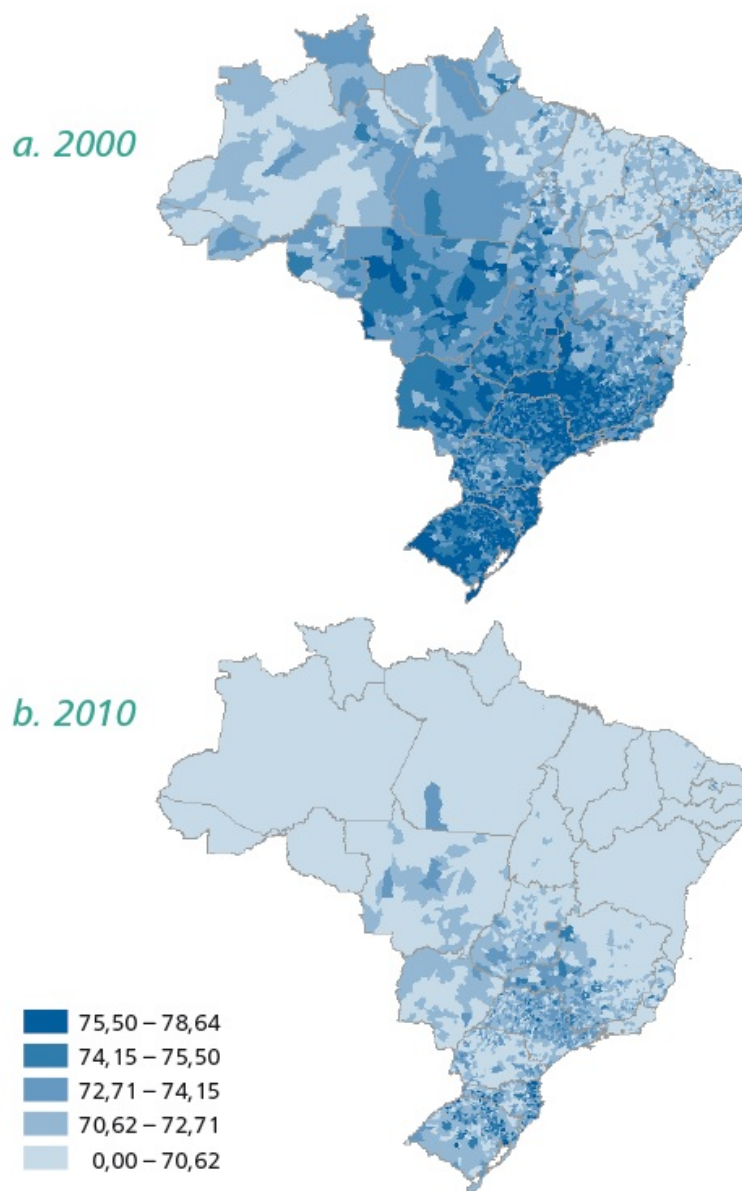 a. 2000
b. 2010
75,50 – 78,64
74,15 – 75,50
72,71 – 74,15
70,62 – 72,71
0,00 – 70,62